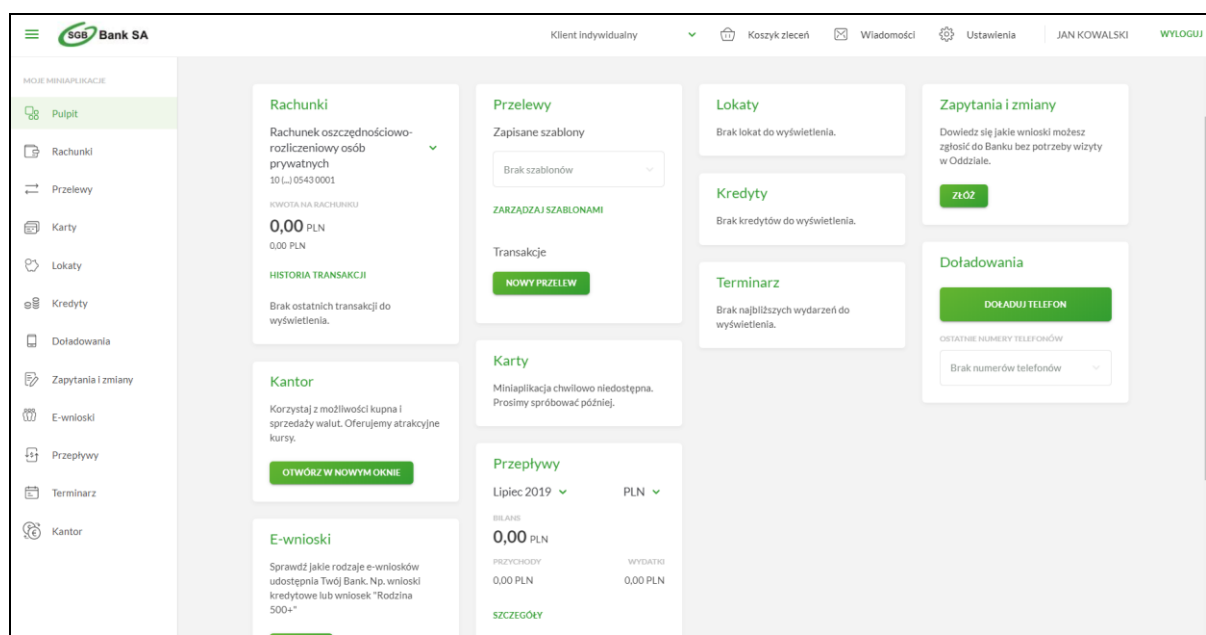 SGB Bank SA
Klient indywidualny
Koszyk zleceń
Wiadomości
Ustawienia
JAN KOWALSKI
WYLOGUJ
MOJE MINIAPLIKACJE
Pulpit
Rachunki
Przelewy
Karty
Lokaty
Kredyty
Doładowania
Zapytania i zmiany
E-wnioski
Przepływy
Terminarz
Kantor
Rachunki
Rachunek oszczędnościowo-
rozliczeniowy osób
prywatnych
10 (...) 0543 0001
KWOTA NA RACHUNKU
0,00 PLN
0,00 PLN
HISTORIA TRANSAKCJI
Brak ostatnich transakcji do
wyświetlenia.
Kantor
Korzystaj z możliwości kupna i
sprzedaży walut. Oferujemy atrakcyjne
kursy.
OTWÓRZ W NOWYM OKNIE
E-wnioski
Sprawdź jakie rodzaje e-wniosków
udostępnia Twój Bank. Np. wnioski
kredytowe lub wniosek "Rodzina
500+"
Przelewy
Zapisane szablony
Brak szablonów
ZARZĄDZAJ SZABLONAMI
Transakcje
NOWY PRZELEW
Karty
Miniaplikacja chwilowo niedostępna.
Prosimy spróbować później.
Przepływy
Lipiec 2019
PLN
BILANS
0,00 PLN
PRZYCHODY
WYDATKI
0,00 PLN
0,00 PLN
SZCZEGÓŁY
Lokaty
Brak lokat do wyświetlenia.
Kredyty
Brak kredytów do wyświetlenia.
Terminarz
Brak najbliższych wydarzeń do
wyświetlenia.
Zapytania i zmiany
Dowiedz się jakie wnioski możesz
zgłosić do Banku bez potrzeby wizyty
w Oddziale.
ZŁÓŻ
Doładowania
DOŁADUJ TELEFON
OSTATNIE NUMERY TELEFONÓW
Brak numerów telefonów